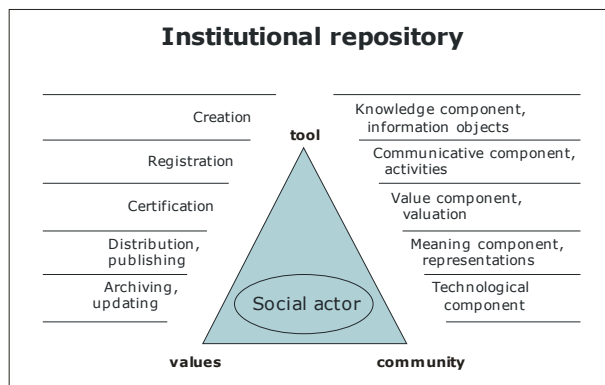 Institutional repository
Creation
Knowledge component,
information objects
tool
Registration
Communicative component,
activities
Certification
Value component,
valuation
Distribution,
publishing
Meaning component,
representations
Archiving,
updating
Technological
component
Social actor
values
community